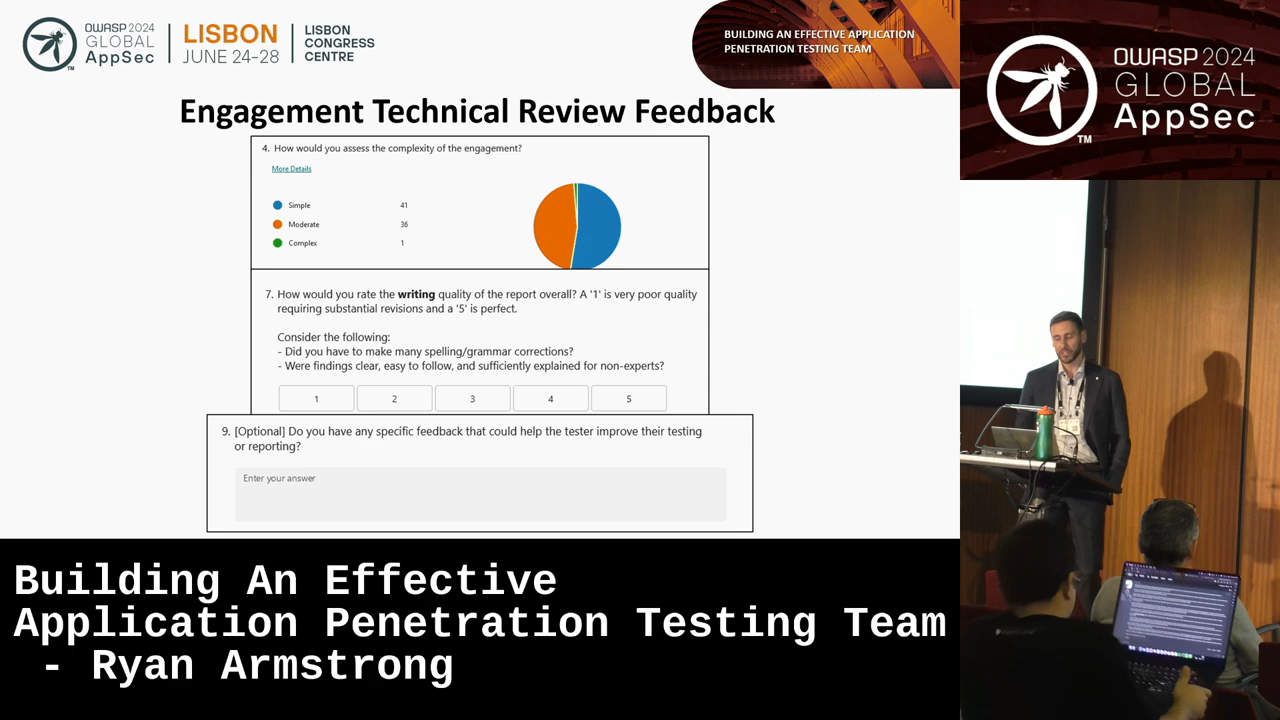 OWASP 2024
GLOBAL
AppSec
TM
LISBON
JUNE 24-28
LISBON
CONGRESS
CENTRE
BUILDING AN EFFECTIVE APPLICATION
PENETRATION TESTING TEAM
Engagement Technical Review Feedback
4. How would you assess the complexity of the engagement?
More Details
Simple 41
Moderate 36
Complex 1
7. How would you rate the writing quality of the report overall? A '1' is very poor quality
requiring substantial revisions and a '5' is perfect.
Consider the following:
- Did you have to make many spelling/grammar corrections?
- Were findings clear, easy to follow, and sufficiently explained for non-experts?
1 2 3 4 5
9. [Optional] Do you have any specific feedback that could help the tester improve their testing
or reporting?
Enter your answer
OWASP 2024
GLOBAL
AppSec
TM
Building An Effective
Application Penetration Testing Team
- Ryan Armstrong